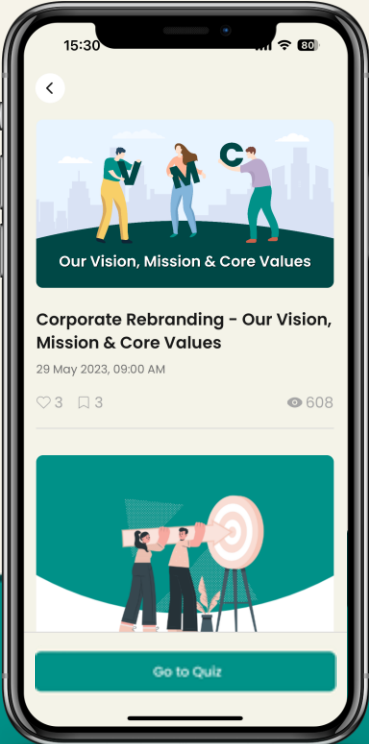 15:30
80
V M C
Our Vision, Mission & Core Values
Corporate Rebranding - Our Vision,
Mission & Core Values
29 May 2023, 09:00 AM
3 3 608
Go to Quiz